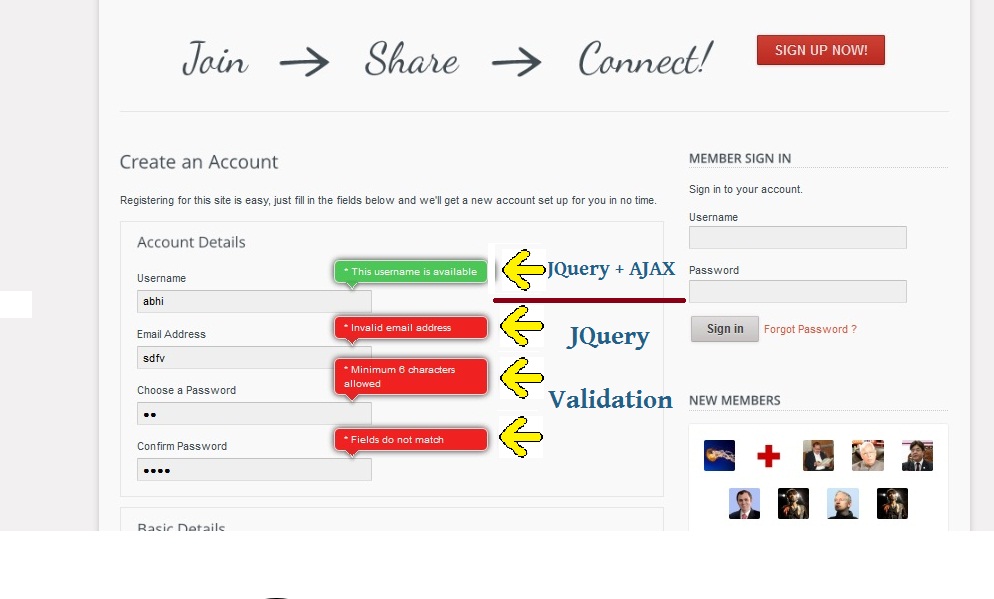 Join → Share → Connect!
SIGN UP NOW!
Create an Account
Registering for this site is easy, just fill in the fields below and we'll get a new account set up for you in no time.
Account Details
Username
* This username is available
abhi
JQuery + AJAX
Email Address
* Invalid email address
sdfv
JQuery
Choose a Password
* Minimum 6 characters
allowed
••
Validation
Confirm Password
* Fields do not match
••••
Basic Details
MEMBER SIGN IN
Sign in to your account.
Username
Password
Sign in
Forgot Password ?
NEW MEMBERS